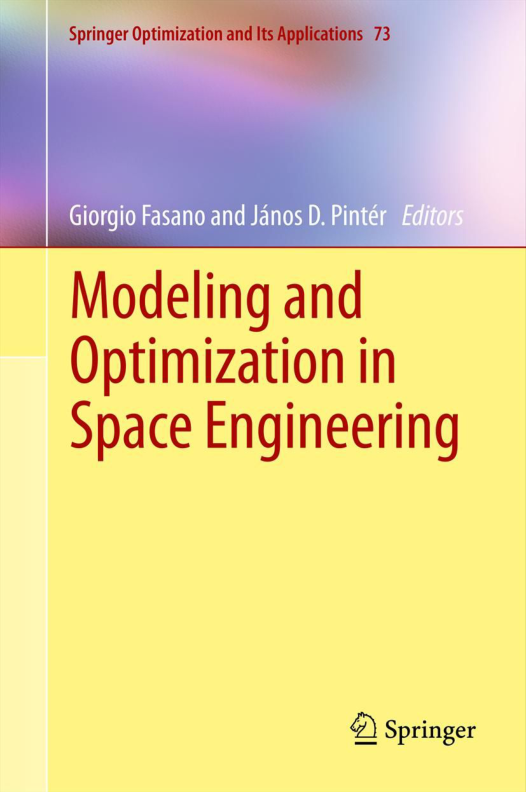 Springer Optimization and Its Applications 73
Giorgio Fasano and János D. Pintér Editors
Modeling and
Optimization in
Space Engineering
Springer